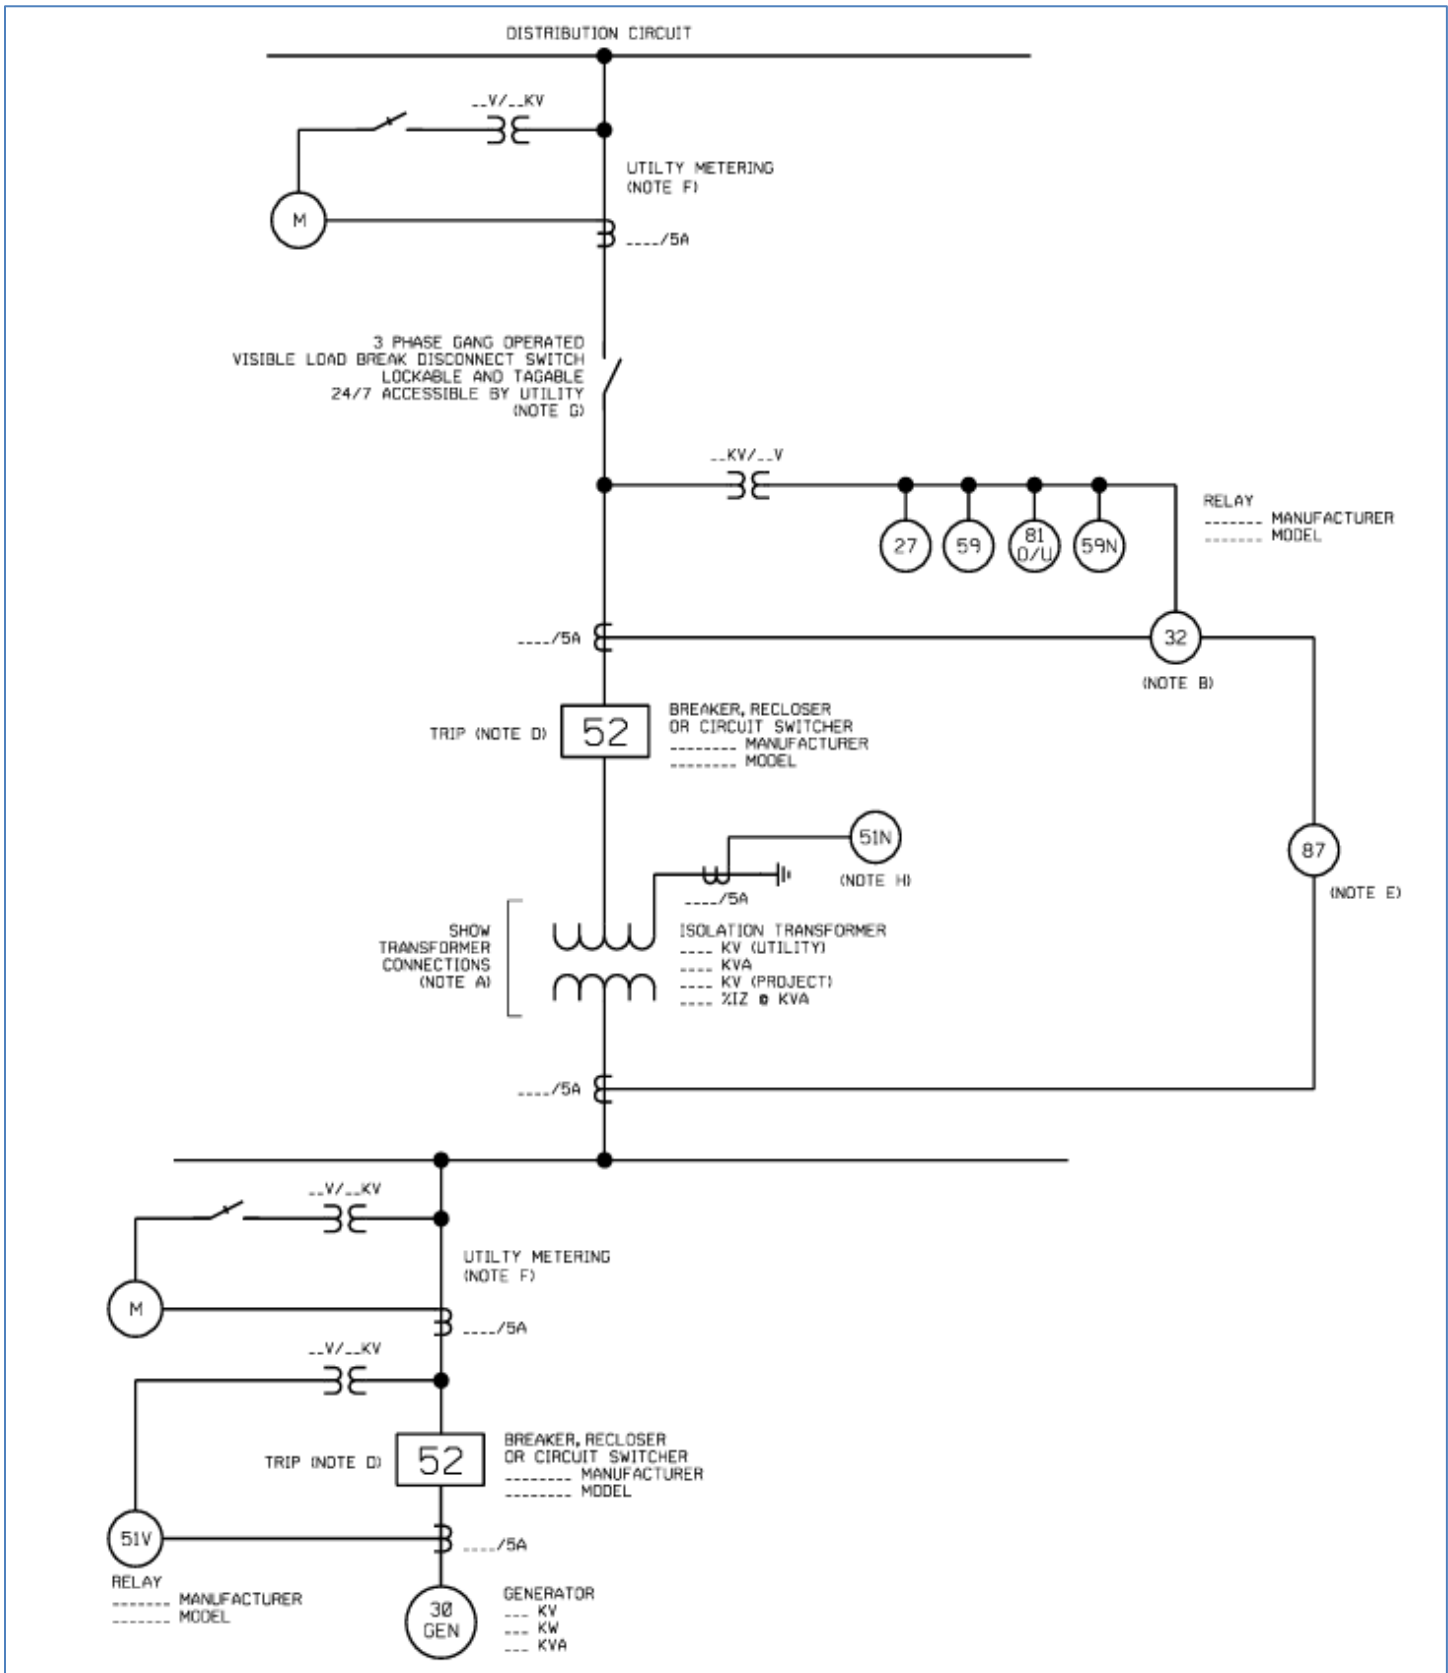 DISTRIBUTION CIRCUIT
__V/__KV
UTILTY METERING
(NOTE F)
M
____/5A
3 PHASE GANG OPERATED
VISIBLE LOAD BREAK DISCONNECT SWITCH
LOCKABLE AND TAGABLE
24/7 ACCESSIBLE BY UTILITY
(NOTE G)
__KV/__V
RELAY
_______ MANUFACTURER
_______ MODEL
27
59
81
O/U
59N
____/5A
32
(NOTE B)
TRIP (NOTE D)
52
BREAKER, RECLOSER
OR CIRCUIT SWITCHER
________ MANUFACTURER
________ MODEL
51N
(NOTE H)
____/5A
87
(NOTE E)
SHOW
TRANSFORMER
CONNECTIONS
(NOTE A)
ISOLATION TRANSFORMER
____ KV (UTILITY)
____ KVA
____ KV (PROJECT)
____ %IZ @ KVA
____/5A
__V/__KV
UTILTY METERING
(NOTE F)
M
____/5A
__V/__KV
TRIP (NOTE D)
52
BREAKER, RECLOSER
OR CIRCUIT SWITCHER
________ MANUFACTURER
________ MODEL
51V
____/5A
RELAY
_______ MANUFACTURER
_______ MODEL
3Ø
GEN
GENERATOR
___ KV
___ KW
___ KVA